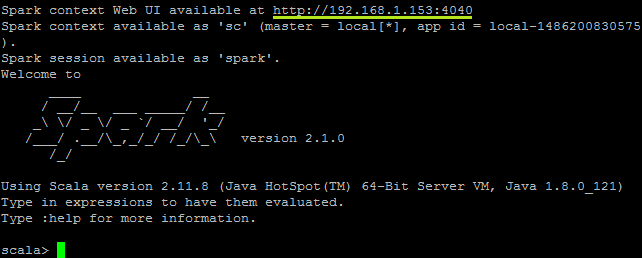 Spark context Web UI available at http://192.168.1.153:4040
Spark context available as 'sc' (master = local[*], app id = local-1486200830575
).
Spark session available as 'spark'.
Welcome to
      ____              __
     / __/__  ___ _____/ /__
    _\ \/ _ \/ _ `/ __/  '_/
   /___/ .__/\_,_/_/ /_/\_\   version 2.1.0
      /_/
Using Scala version 2.11.8 (Java HotSpot(TM) 64-Bit Server VM, Java 1.8.0_121)
Type in expressions to have them evaluated.
Type :help for more information.
scala>